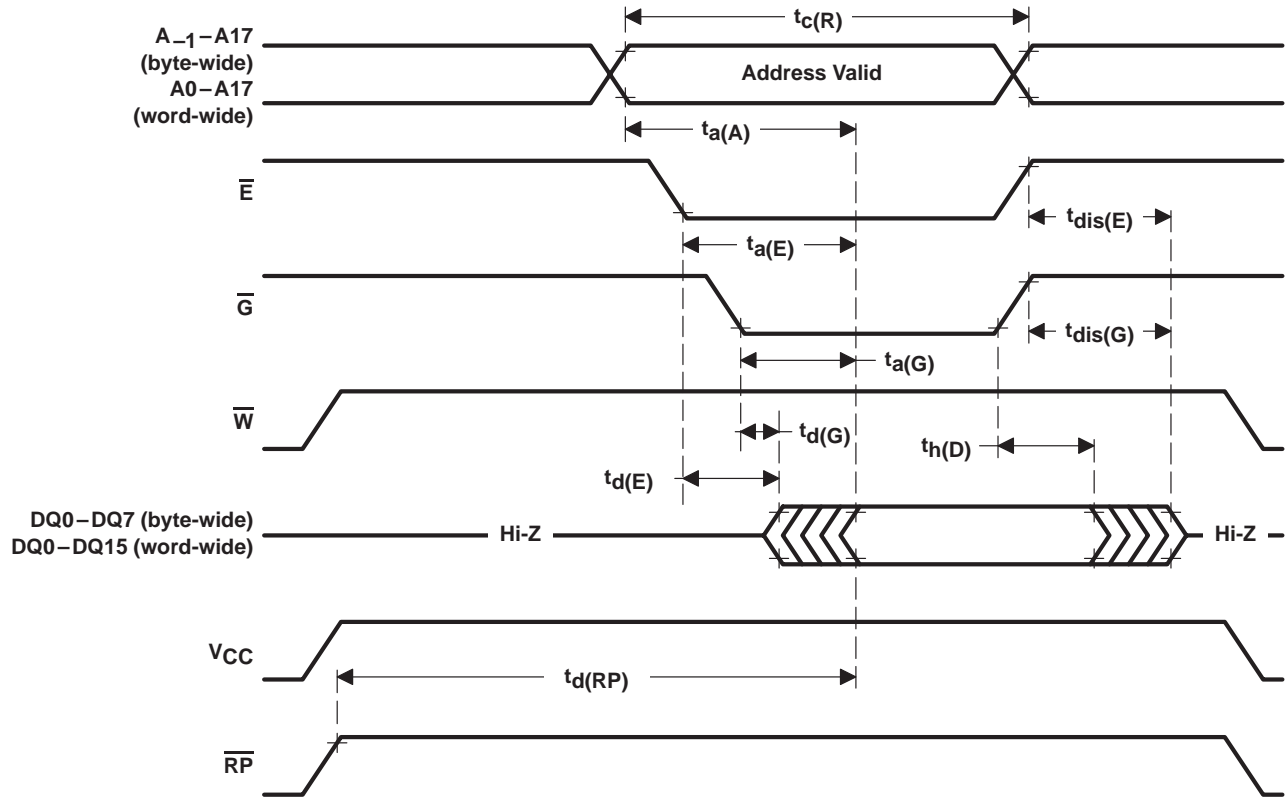 tc(R)
A–1–A17
(byte-wide)
A0–A17
(word-wide)
Address Valid
ta(A)
E
tdis(E)
ta(E)
G
tdis(G)
ta(G)
W
td(G)
th(D)
td(E)
DQ0–DQ7 (byte-wide)
DQ0–DQ15 (word-wide)
Hi-Z
Hi-Z
VCC
td(RP)
RP